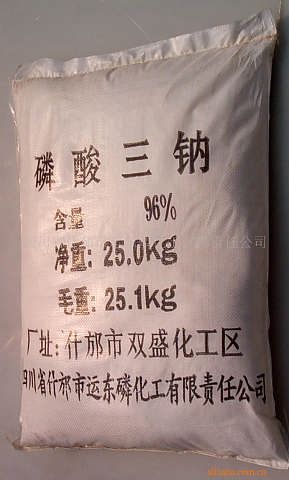 磷酸三钠
含量 96%
净重: 25.0kg
毛重: 25.1kg
厂址: 什邡市双盛化工区
四川省什邡市运东磷化工有限责任公司